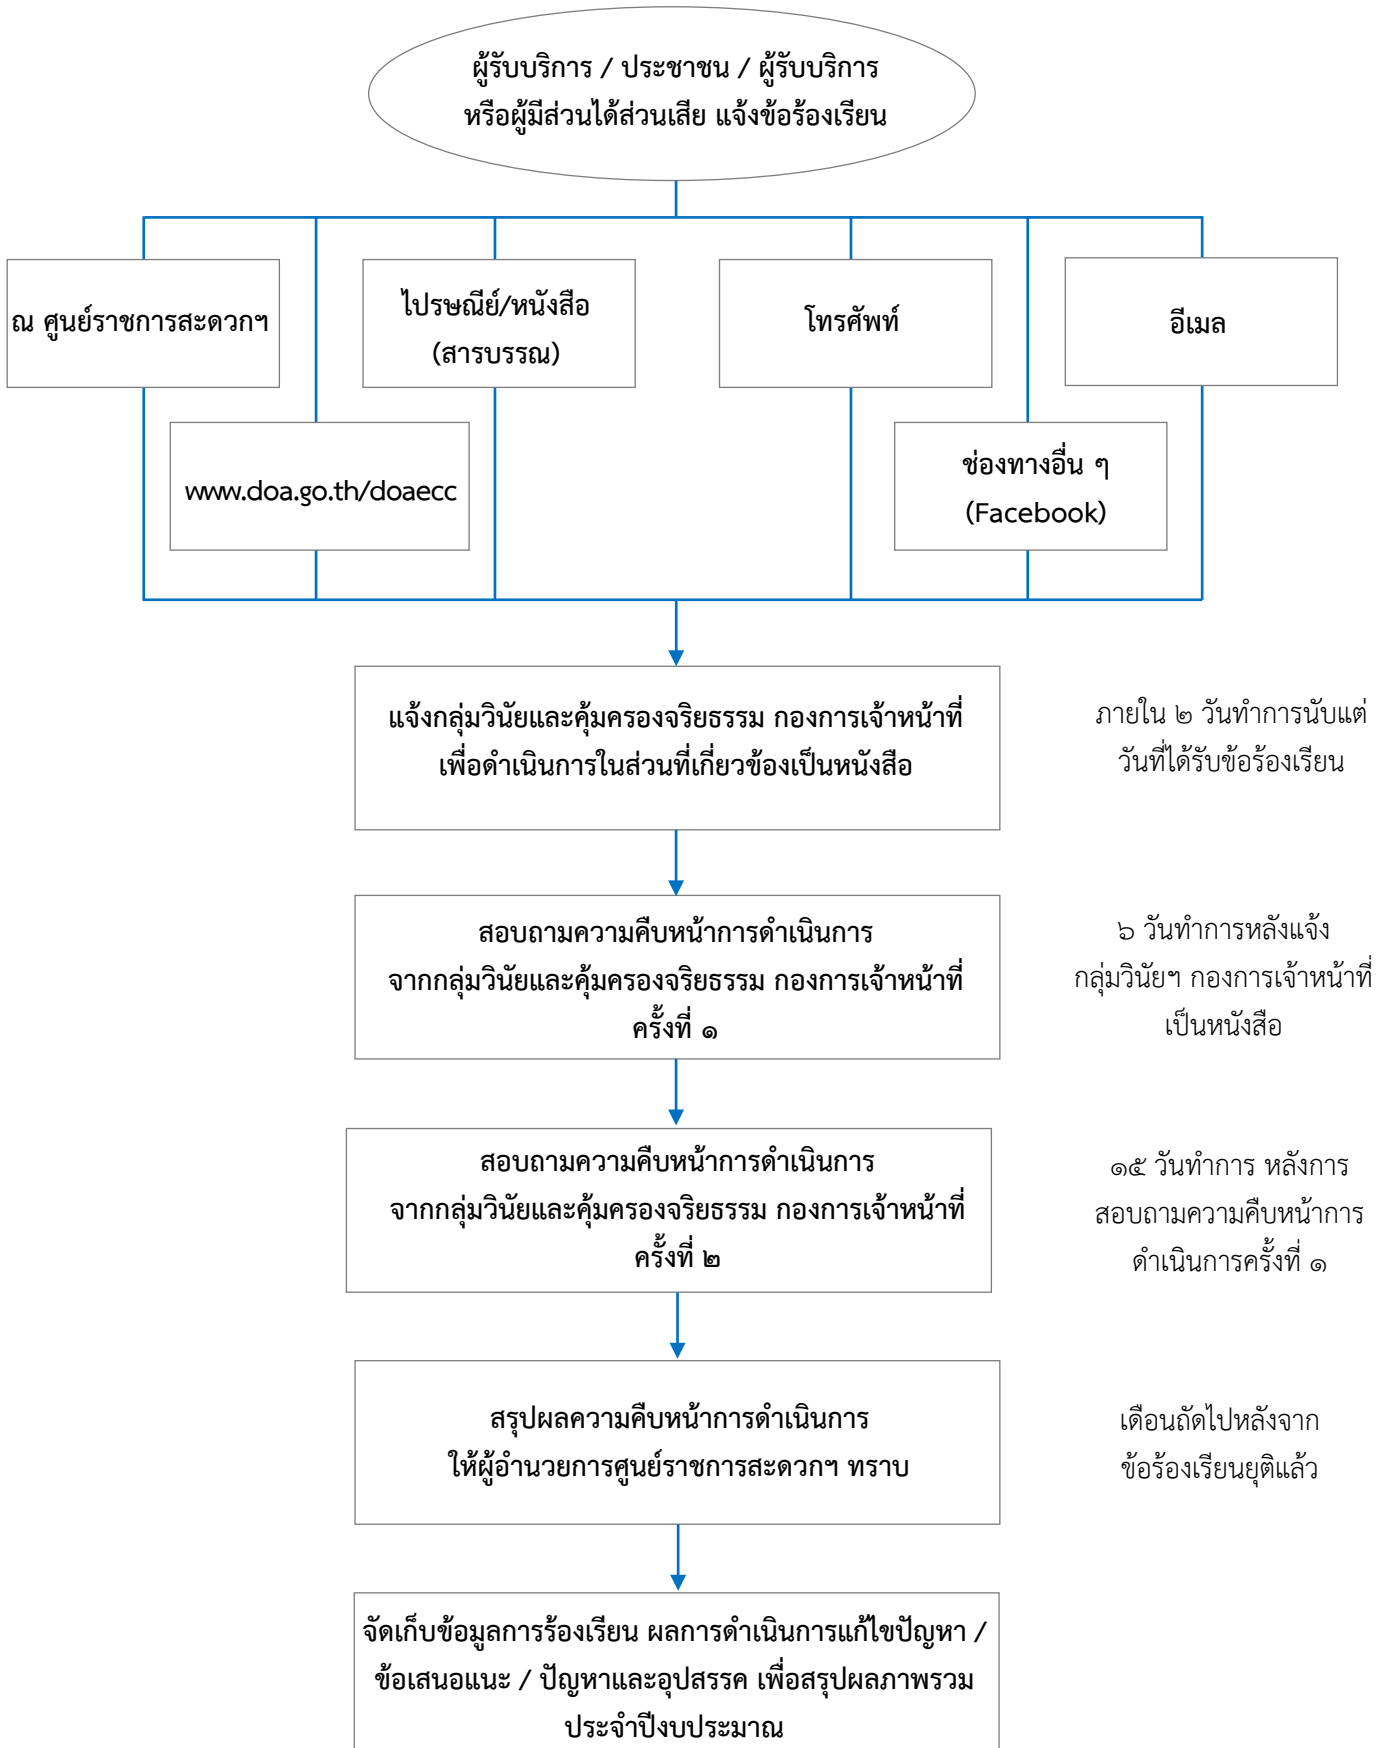 ผู้รับบริการ / ประชาชน / ผู้รับบริการ
หรือผู้มีส่วนได้ส่วนเสีย แจ้งข้อร้องเรียน
ณ ศูนย์ราชการสะดวกฯ
ไปรษณีย์/หนังสือ
(สารบรรณ)
โทรศัพท์
อีเมล
www.doa.go.th/doaecc
ช่องทางอื่น ๆ
(Facebook)
แจ้งกลุ่มวินัยและคุ้มครองจริยธรรม กองการเจ้าหน้าที่
เพื่อดำเนินการในส่วนที่เกี่ยวข้องเป็นหนังสือ
ภายใน ๒ วันทำการนับแต่
วันที่ได้รับข้อร้องเรียน
สอบถามความคืบหน้าการดำเนินการ
จากกลุ่มวินัยและคุ้มครองจริยธรรม กองการเจ้าหน้าที่
ครั้งที่ ๑
๖ วันทำการหลังแจ้ง
กลุ่มวินัยฯ กองการเจ้าหน้าที่
เป็นหนังสือ
สอบถามความคืบหน้าการดำเนินการ
จากกลุ่มวินัยและคุ้มครองจริยธรรม กองการเจ้าหน้าที่
ครั้งที่ ๒
๑๕ วันทำการ หลังการ
สอบถามความคืบหน้าการ
ดำเนินการครั้งที่ ๑
สรุปผลความคืบหน้าการดำเนินการ
ให้ผู้อำนวยการศูนย์ราชการสะดวกฯ ทราบ
เดือนถัดไปหลังจาก
ข้อร้องเรียนยุติแล้ว
จัดเก็บข้อมูลการร้องเรียน ผลการดำเนินการแก้ไขปัญหา /
ข้อเสนอแนะ / ปัญหาและอุปสรรค เพื่อสรุปผลภาพรวม
ประจำปีงบประมาณ